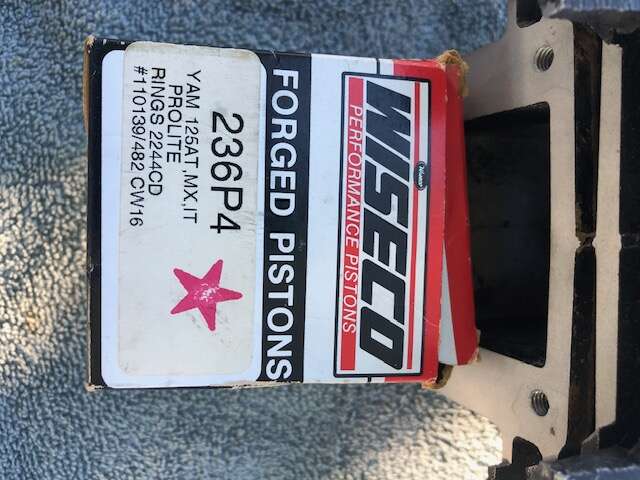 WISECO
PERFORMANCE PISTONS
FORGED PISTONS
236P4
YAM 125AT,MX,IT
PROLITE
RINGS 2244CD
#110139/482 CW16